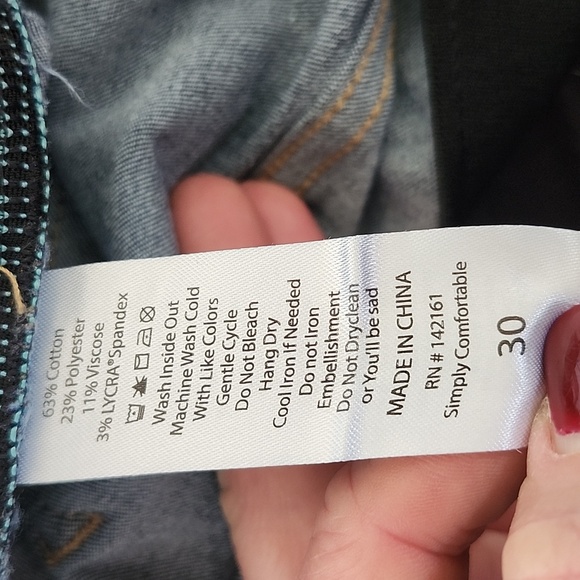 63% Cotton
23% Polyester
11% Viscose
3% LYCRA® Spandex
Wash Inside Out
Machine Wash Cold
With Like Colors
Gentle Cycle
Do Not Bleach
Hang Dry
Cool Iron If Needed
Do not Iron
Embellishment
Do Not Dryclean
or You'll be sad
MADE IN CHINA
RN # 142161
Simply Comfortable
30